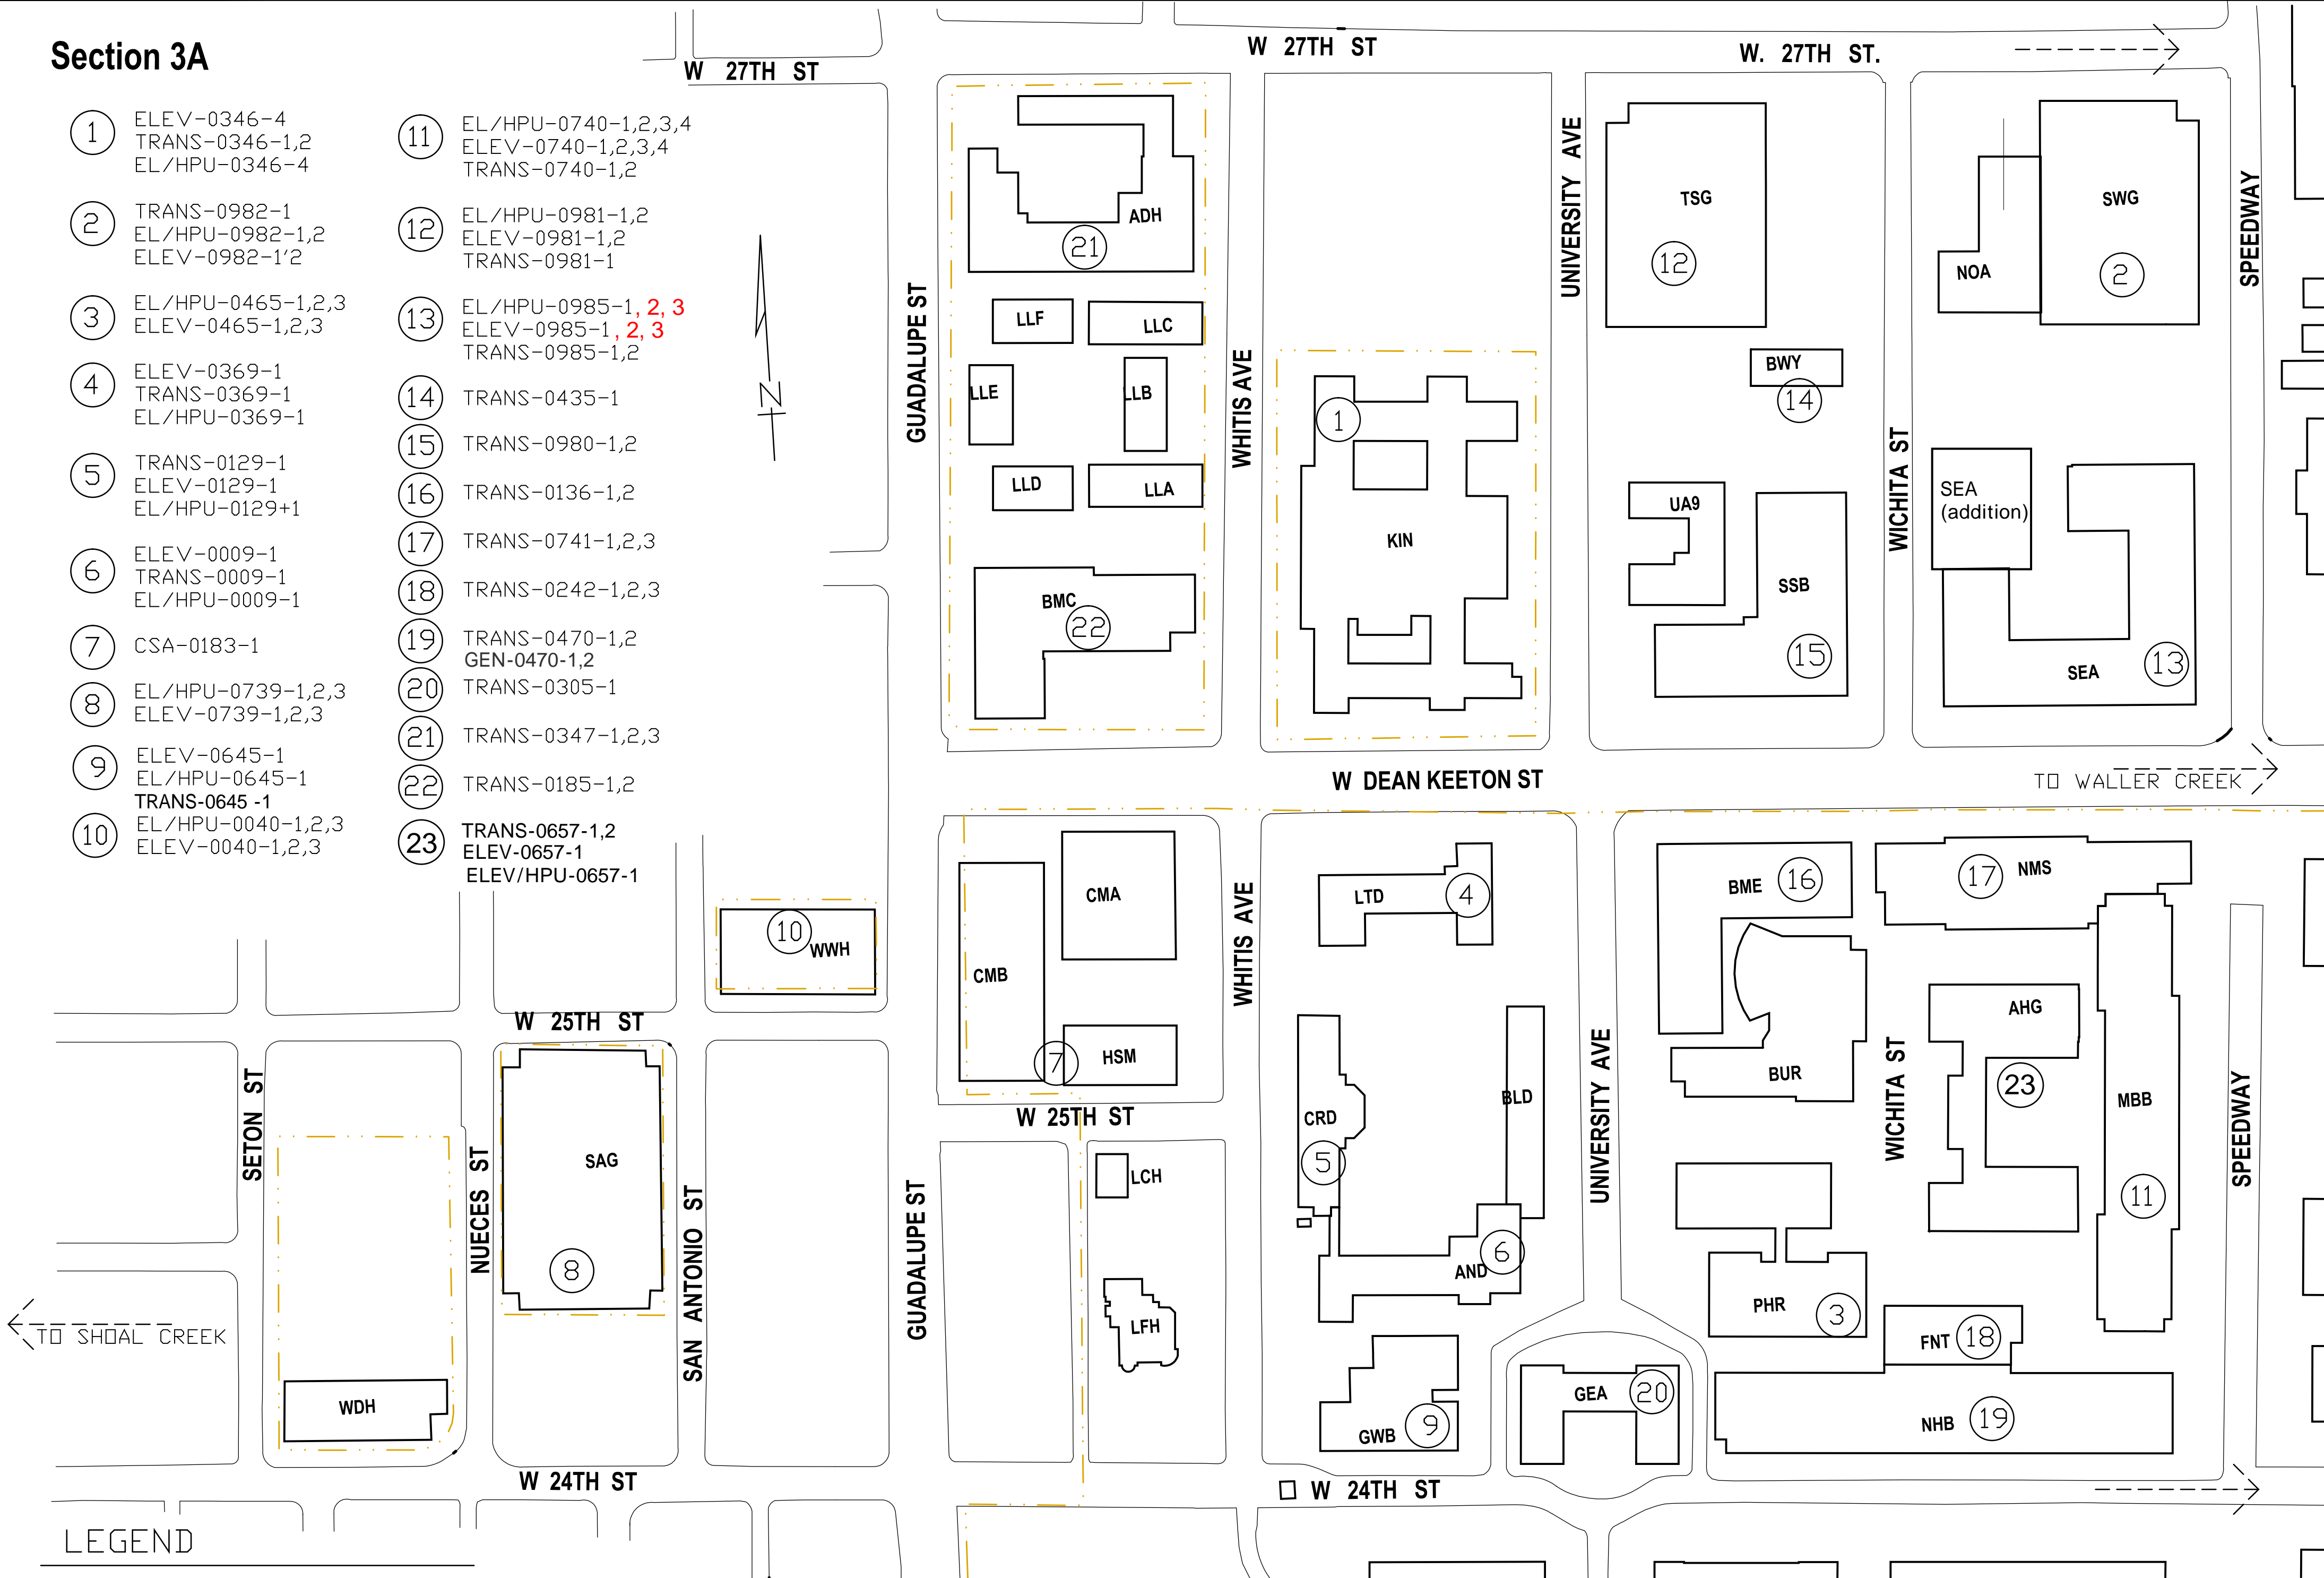 Section 3A
1
ELEV-0346-4
TRANS-0346-1,2
EL/HPU-0346-4
2
TRANS-0982-1
EL/HPU-0982-1,2
ELEV-0982-1'2
3
EL/HPU-0465-1,2,3
ELEV-0465-1,2,3
4
ELEV-0369-1
TRANS-0369-1
EL/HPU-0369-1
5
TRANS-0129-1
ELEV-0129-1
EL/HPU-0129+1
6
ELEV-0009-1
TRANS-0009-1
EL/HPU-0009-1
7
CSA-0183-1
8
EL/HPU-0739-1,2,3
ELEV-0739-1,2,3
9
ELEV-0645-1
EL/HPU-0645-1
TRANS-0645 -1
10
EL/HPU-0040-1,2,3
ELEV-0040-1,2,3
11
EL/HPU-0740-1,2,3,4
ELEV-0740-1,2,3,4
TRANS-0740-1,2
12
EL/HPU-0981-1,2
ELEV-0981-1,2
TRANS-0981-1
13
EL/HPU-0985-1, 2, 3
ELEV-0985-1, 2, 3
TRANS-0985-1,2
14
TRANS-0435-1
15
TRANS-0980-1,2
16
TRANS-0136-1,2
17
TRANS-0741-1,2,3
18
TRANS-0242-1,2,3
19
TRANS-0470-1,2
GEN-0470-1,2
20
TRANS-0305-1
21
TRANS-0347-1,2,3
22
TRANS-0185-1,2
23
TRANS-0657-1,2
ELEV-0657-1
ELEV/HPU-0657-1
N
W 27TH ST
W 27TH ST
W. 27TH ST.
GUADALUPE ST
WHITIS AVE
UNIVERSITY AVE
WICHITA ST
SPEEDWAY
ADH
21
LLF
LLC
LLE
LLB
LLD
LLA
BMC
22
1
KIN
TSG
12
BWY
14
UA9
SSB
15
SWG
NOA
2
SEA
(addition)
SEA
13
W DEAN KEETON ST
TO WALLER CREEK
10
WWH
CMA
CMB
7
HSM
WHITIS AVE
LTD
4
BME
16
17
NMS
BUR
AHG
23
MBB
11
W 25TH ST
W 25TH ST
SETON ST
NUECES ST
SAN ANTONIO ST
GUADALUPE ST
UNIVERSITY AVE
WICHITA ST
SPEEDWAY
SAG
8
LCH
LFH
CRD
5
BLD
6
AND
PHR
3
FNT
18
GWB
9
GEA
20
NHB
19
TO SHOAL CREEK
WDH
W 24TH ST
W 24TH ST
LEGEND